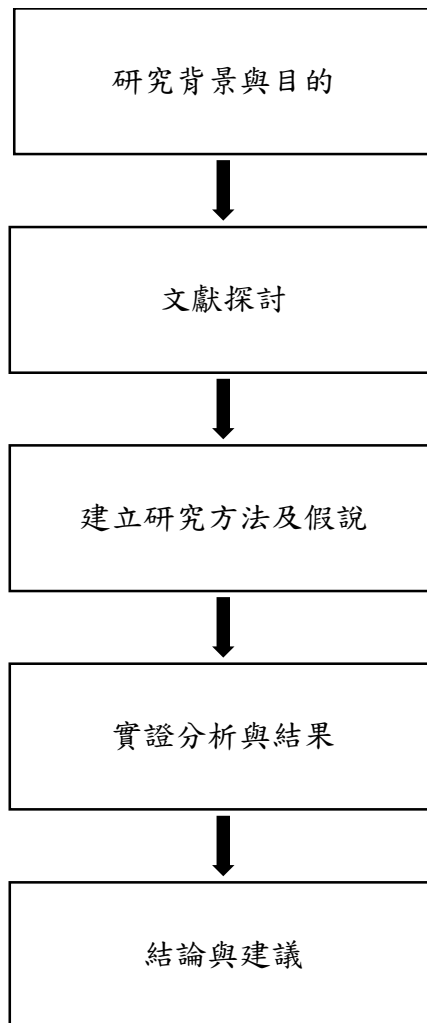 研究背景與目的
文獻探討
建立研究方法及假說
實證分析與結果
結論與建議